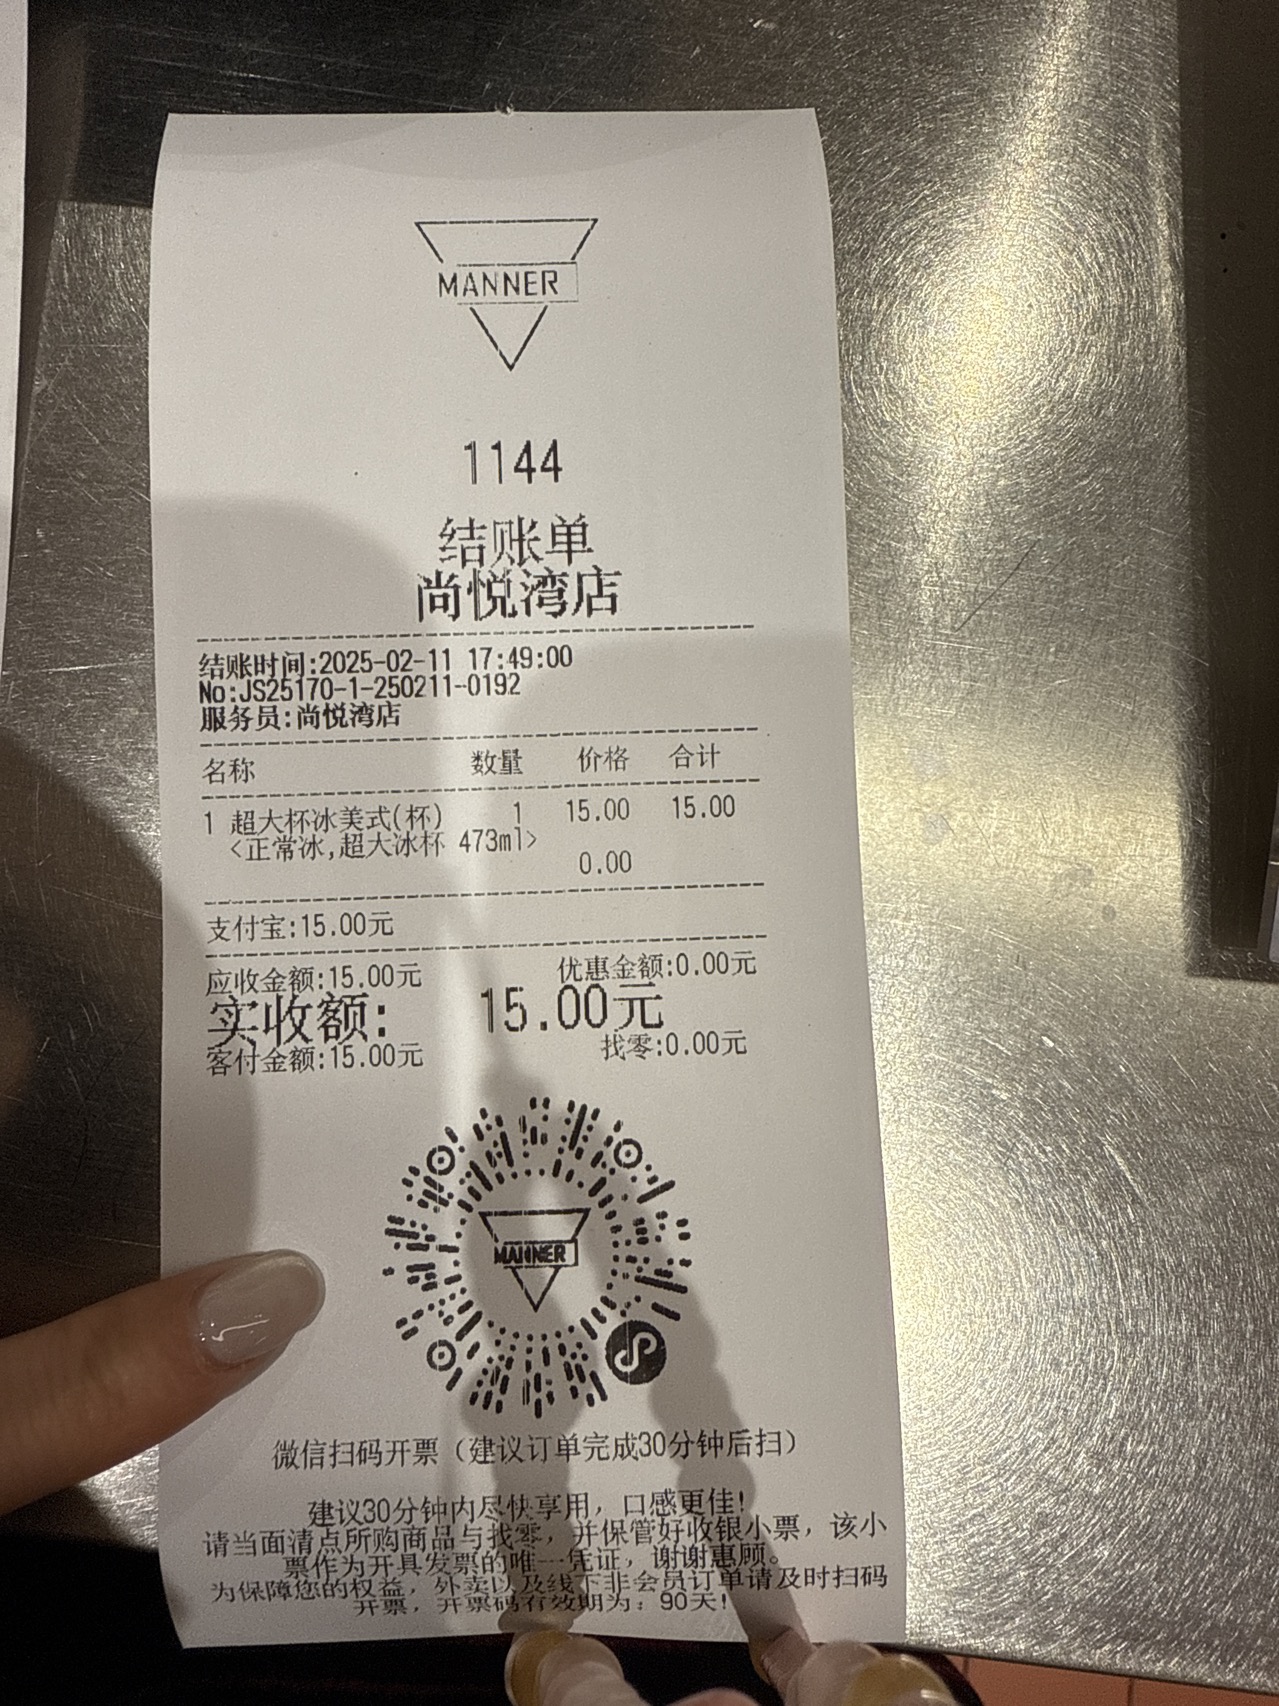 MANNER
1144
结账单
尚悦湾店
结账时间:2025-02-11 17:49:00
No:JS25170-1-250211-0192
服务员:尚悦湾店
名称 数量 价格 合计
1 超大杯冰美式(杯) 1 15.00 15.00
<正常冰,超大冰杯 473ml>
0.00
支付宝:15.00元
应收金额:15.00元 优惠金额:0.00元
实收额: 15.00元
客付金额:15.00元 找零:0.00元
MANNER
微信扫码开票（建议订单完成30分钟后扫）
建议30分钟内尽快享用，口感更佳!
请当面清点所购商品与找零，并保管好收银小票，该小
票作为开具发票的唯一凭证，谢谢惠顾。
为保障您的权益，外卖以及线下非会员订单请及时扫码
开票，开票码有效期为：90天!